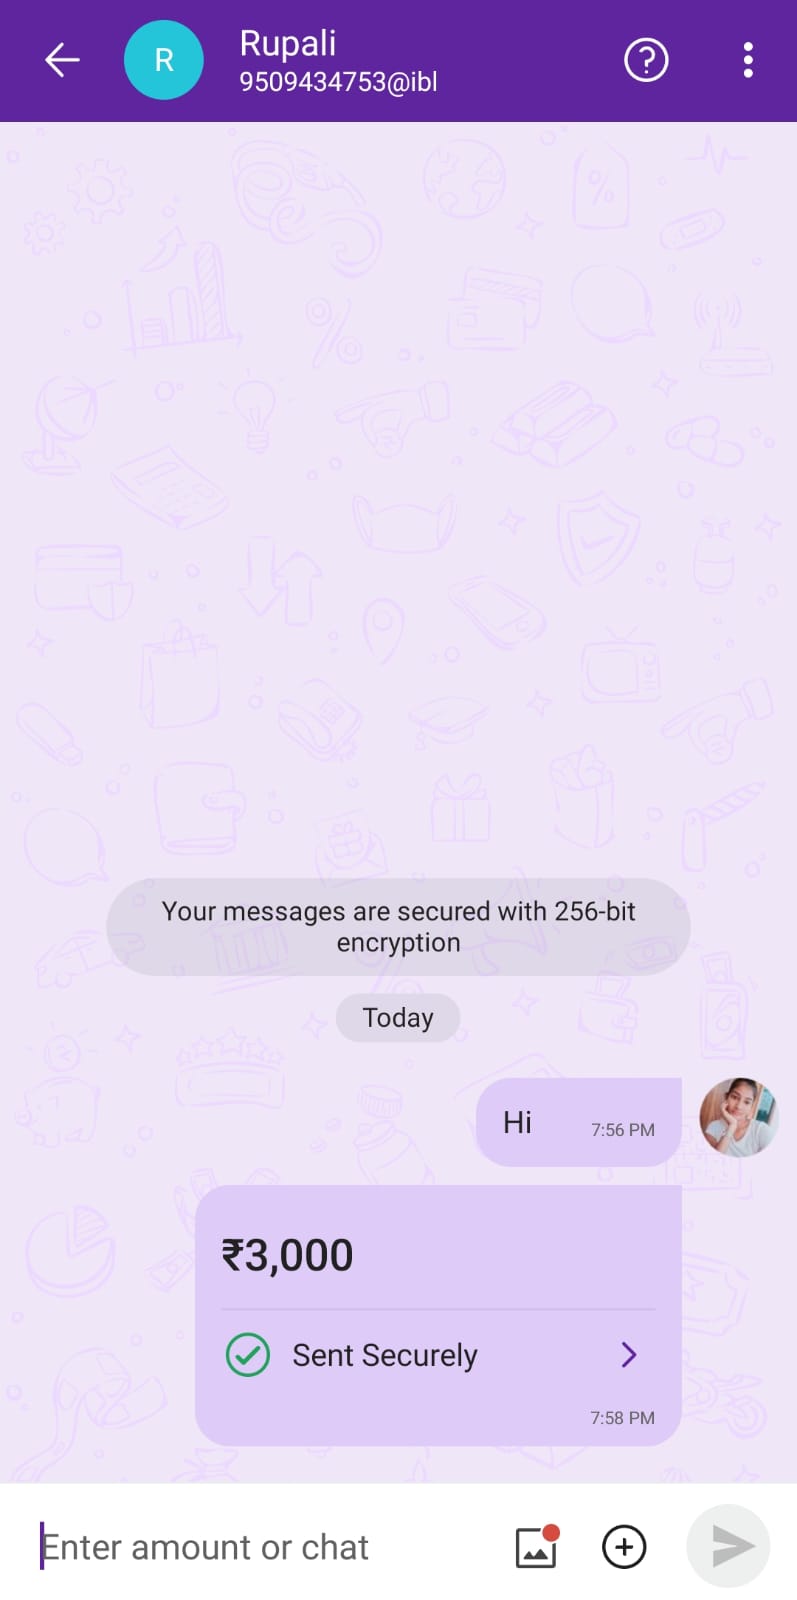 R
Rupali
9509434753@ibl
Your messages are secured with 256-bit
encryption
Today
Hi
7:56 PM
₹3,000
Sent Securely
7:58 PM
Enter amount or chat